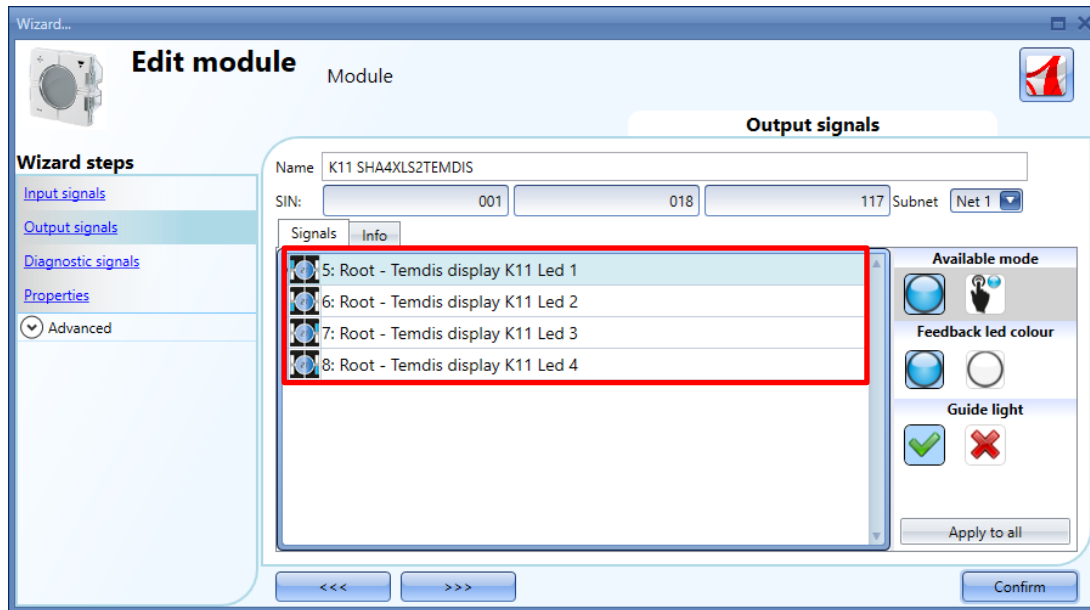 Wizard...
Edit module
Module
Output signals
Wizard steps
Input signals
Output signals
Diagnostic signals
Properties
Advanced
Name K11 SHA4XLS2TEMDIS
SIN: 001 018 117 Subnet Net 1
Signals Info
5: Root - Temdis display K11 Led 1
6: Root - Temdis display K11 Led 2
7: Root - Temdis display K11 Led 3
8: Root - Temdis display K11 Led 4
Available mode
Feedback led colour
Guide light
Apply to all
<<< >>> Confirm